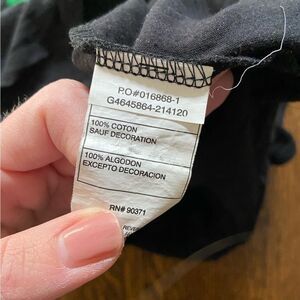 P.O#016868-1
G4645864-214120
100% COTON
SAUF DECORATION
100% ALGODON
EXCEPTO DECORACION
RN# 90371